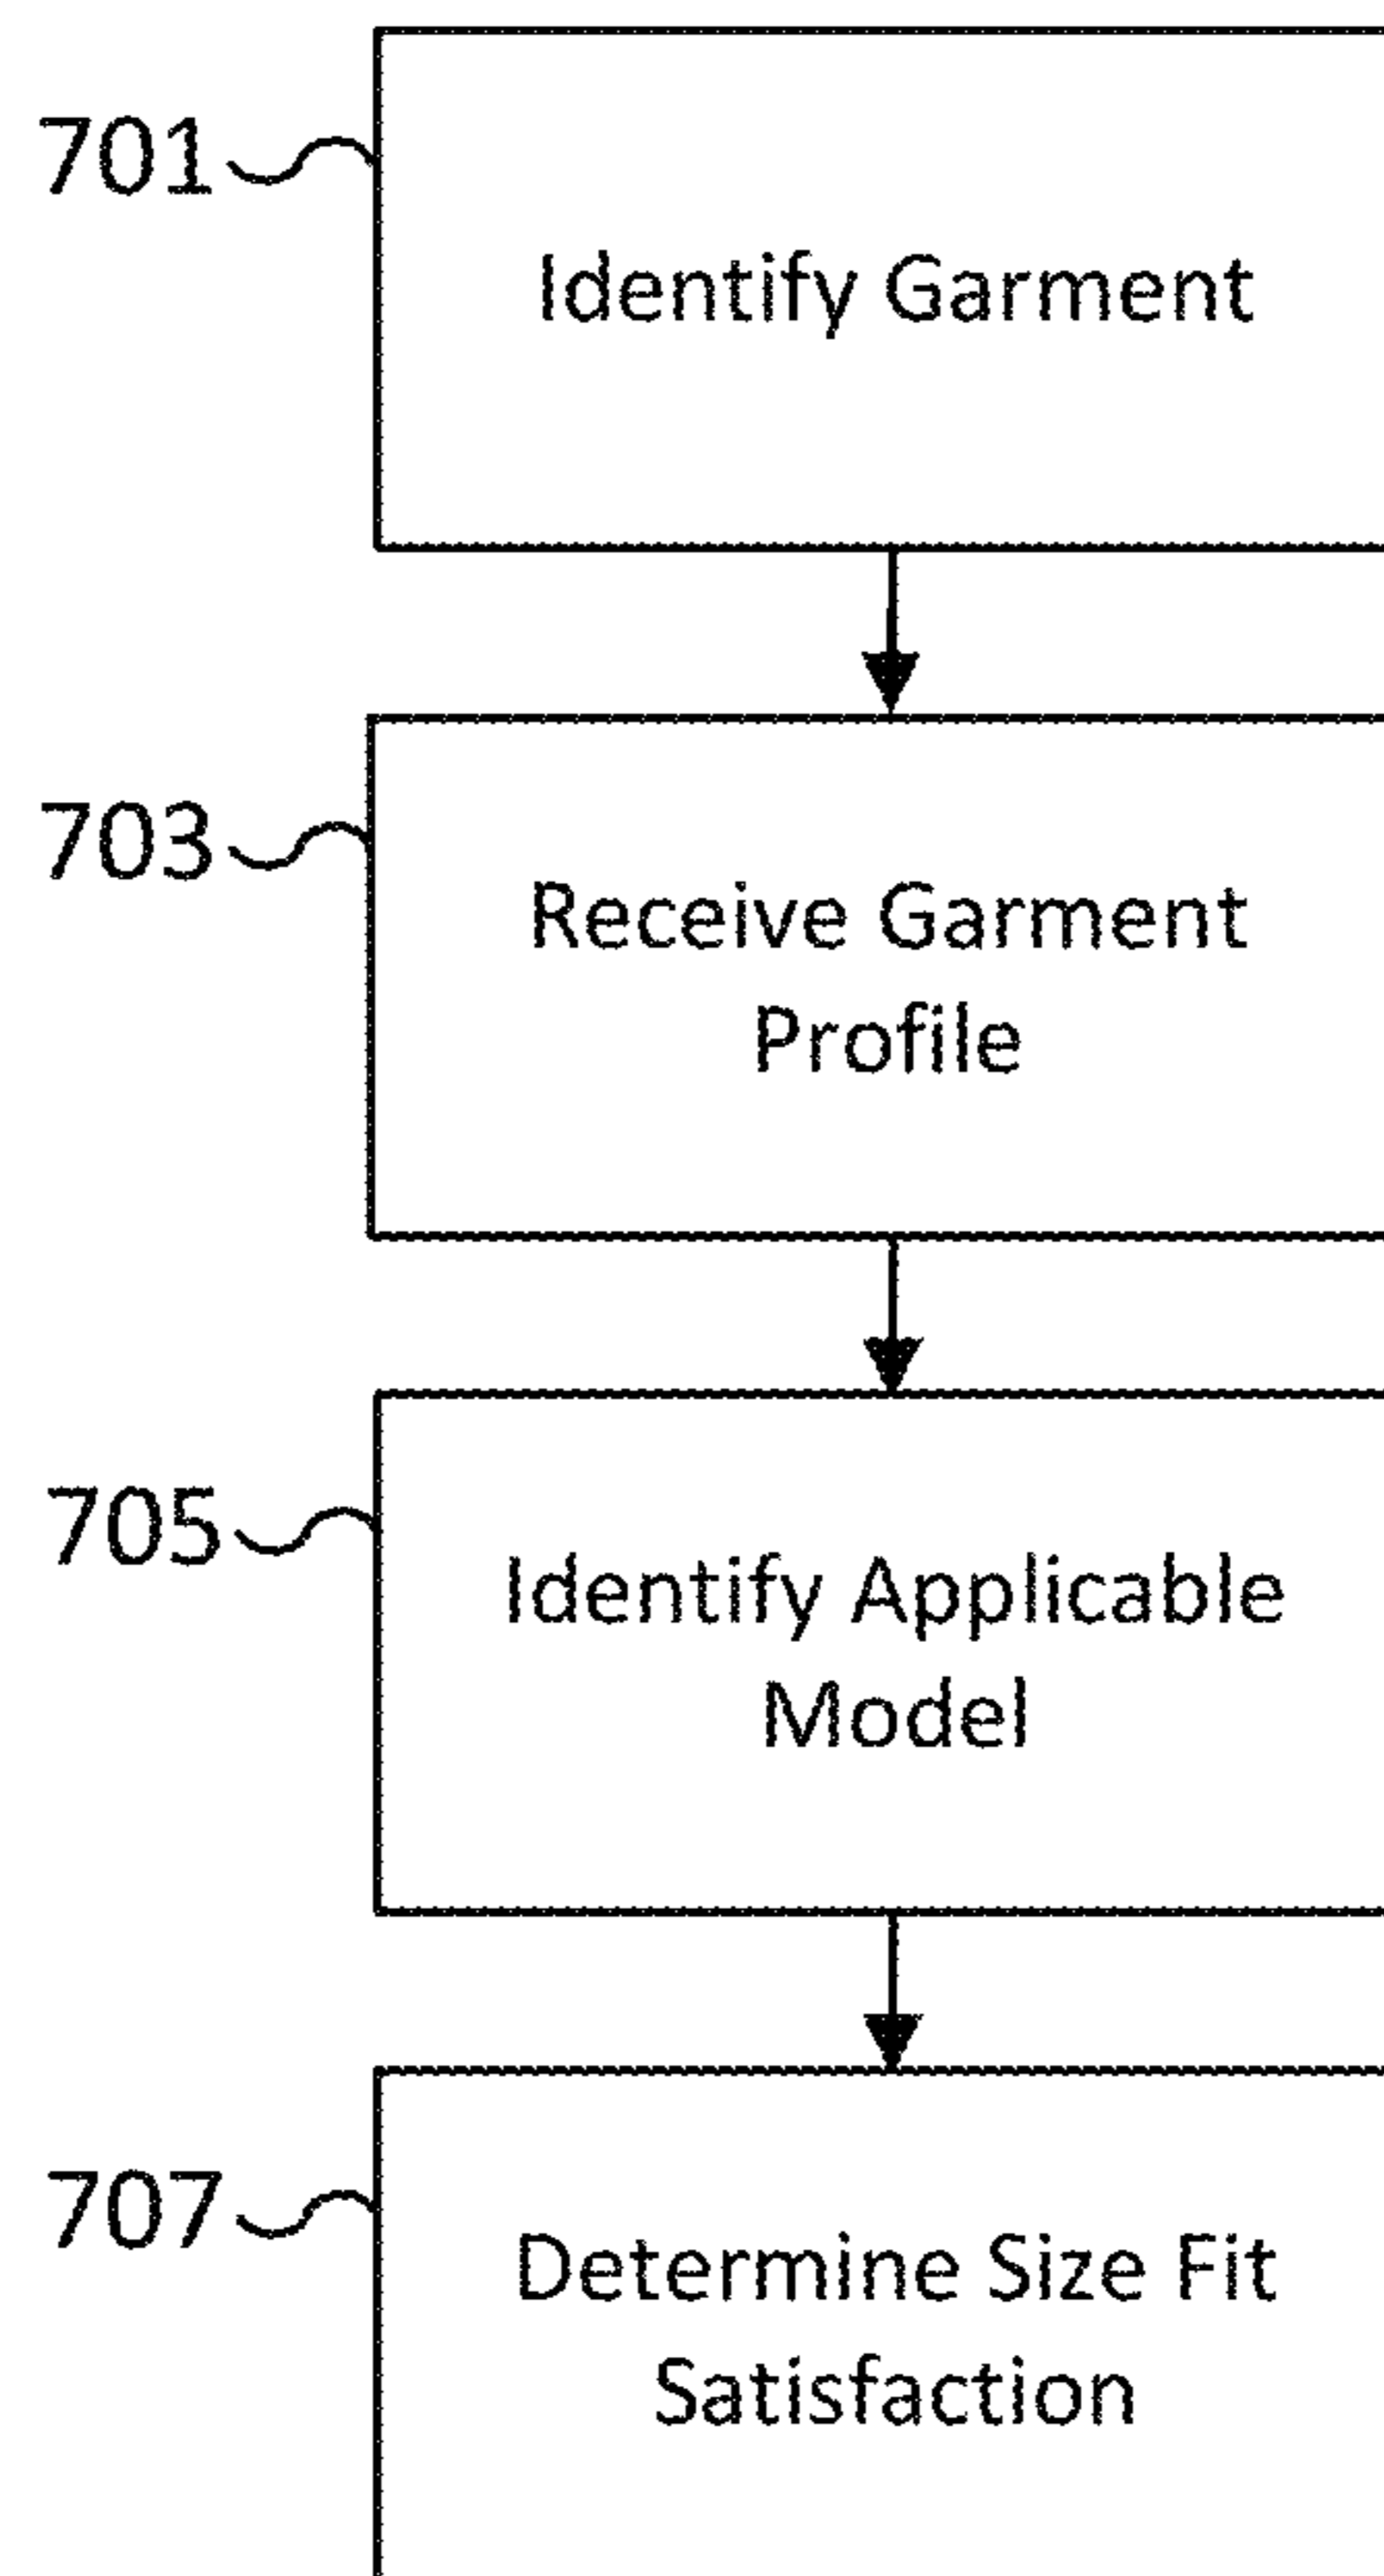 701
Identify Garment
703
Receive Garment
Profile
705
Identify Applicable
Model
707
Determine Size Fit
Satisfaction